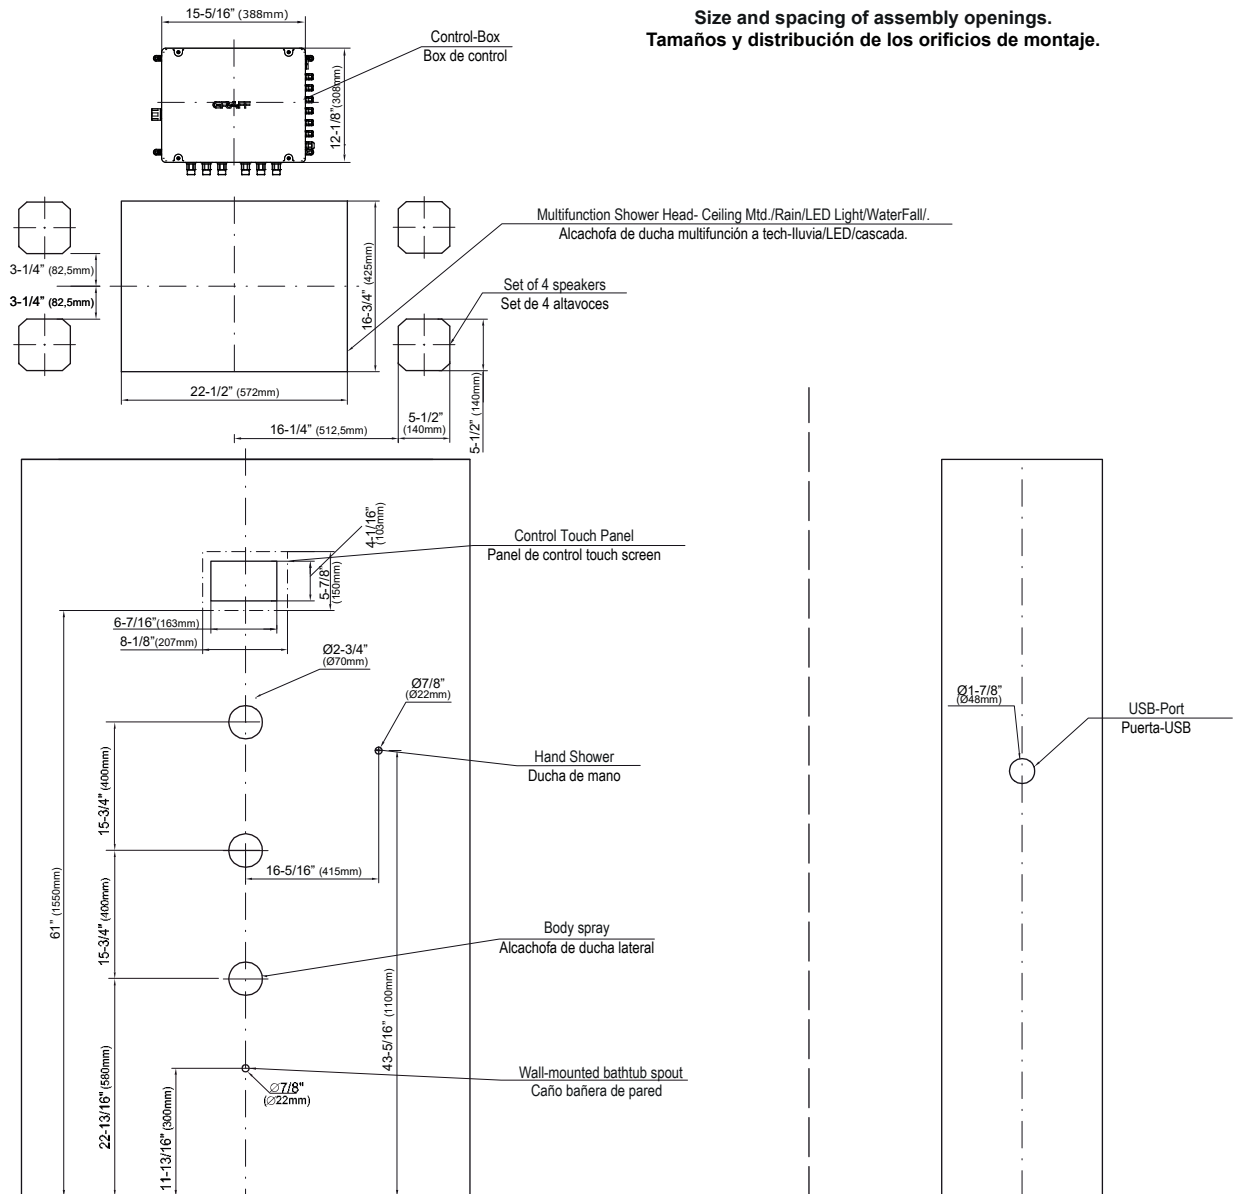 Size and spacing of assembly openings.
Tamaños y distribución de los orificios de montaje.
15-5/16" (388mm)
Control-Box
Box de control
12-1/8" (308mm)
GRAFF
Multifunction Shower Head- Ceiling Mtd./Rain/LED Light/WaterFall/.
Alcachofa de ducha multifunción a tech-lluvia/LED/cascada.
3-1/4" (82,5mm)
3-1/4" (82,5mm)
16-3/4" (425mm)
Set of 4 speakers
Set de 4 altavoces
22-1/2" (572mm)
16-1/4" (512,5mm)
5-1/2"
(140mm)
5-1/2" (140mm)
4-1/16"
(103mm)
Control Touch Panel
Panel de control touch screen
5-7/8"
(150mm)
6-7/16"(163mm)
8-1/8"(207mm)
Ø2-3/4"
(Ø70mm)
Ø7/8"
(Ø22mm)
Ø1-7/8"
(Ø48mm)
USB-Port
Puerta-USB
Hand Shower
Ducha de mano
15-3/4" (400mm)
16-5/16" (415mm)
61" (1550mm)
15-3/4" (400mm)
Body spray
Alcachofa de ducha lateral
43-5/16" (1100mm)
22-13/16" (580mm)
11-13/16" (300mm)
∅7/8"
(∅22mm)
Wall-mounted bathtub spout
Caño bañera de pared